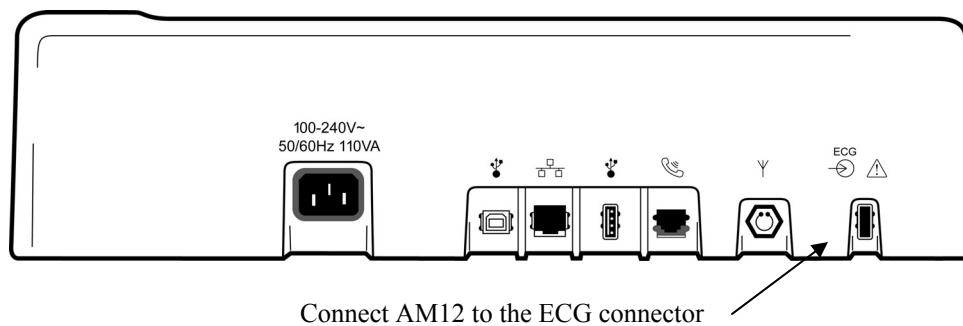 100-240V~
50/60Hz 110VA
ECG
Connect AM12 to the ECG connector